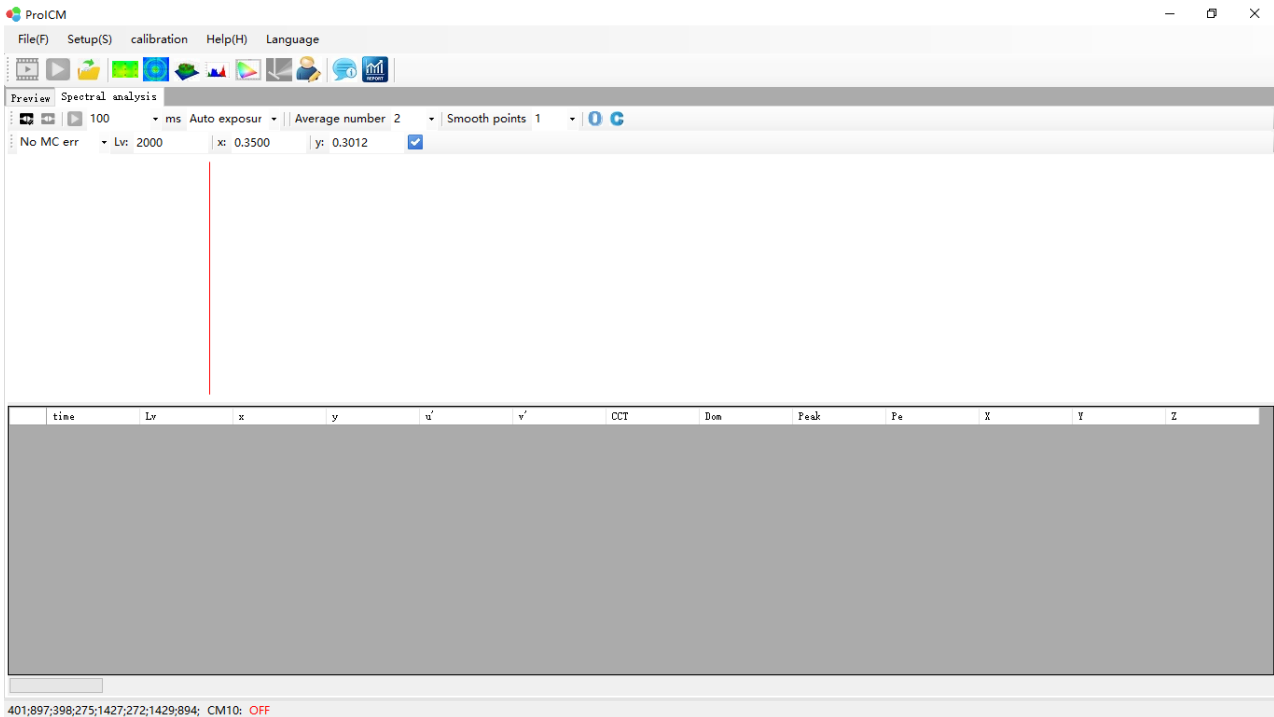 ProICM
File(F) Setup(S) calibration Help(H) Language
REPORT
Preview Spectral analysis
100 ms Auto exposur Average number 2 Smooth points 1
No MC err Lv: 2000 x: 0.3500 y: 0.3012
time Lv x y u' v' CCT Dom Peak Pe X Y Z
401;897;398;275;1427;272;1429;894; CM10: OFF